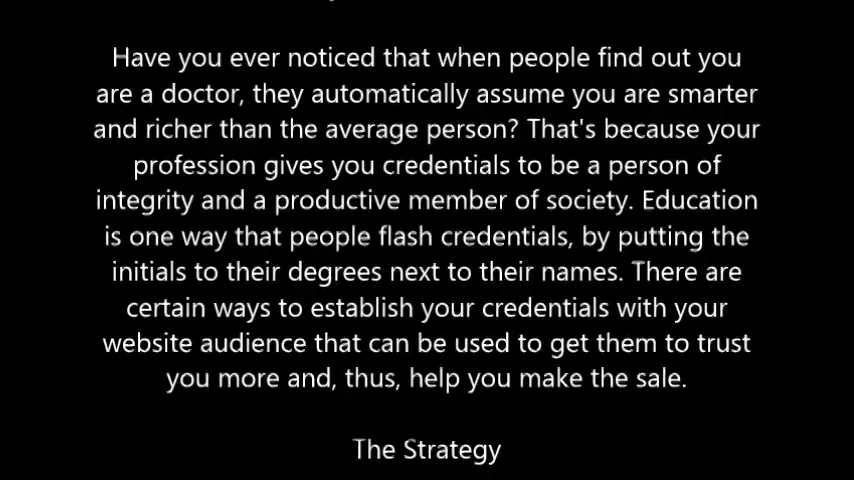 Have you ever noticed that when people find out you
are a doctor, they automatically assume you are smarter
and richer than the average person? That's because your
profession gives you credentials to be a person of
integrity and a productive member of society. Education
is one way that people flash credentials, by putting the
initials to their degrees next to their names. There are
certain ways to establish your credentials with your
website audience that can be used to get them to trust
you more and, thus, help you make the sale.
The Strategy